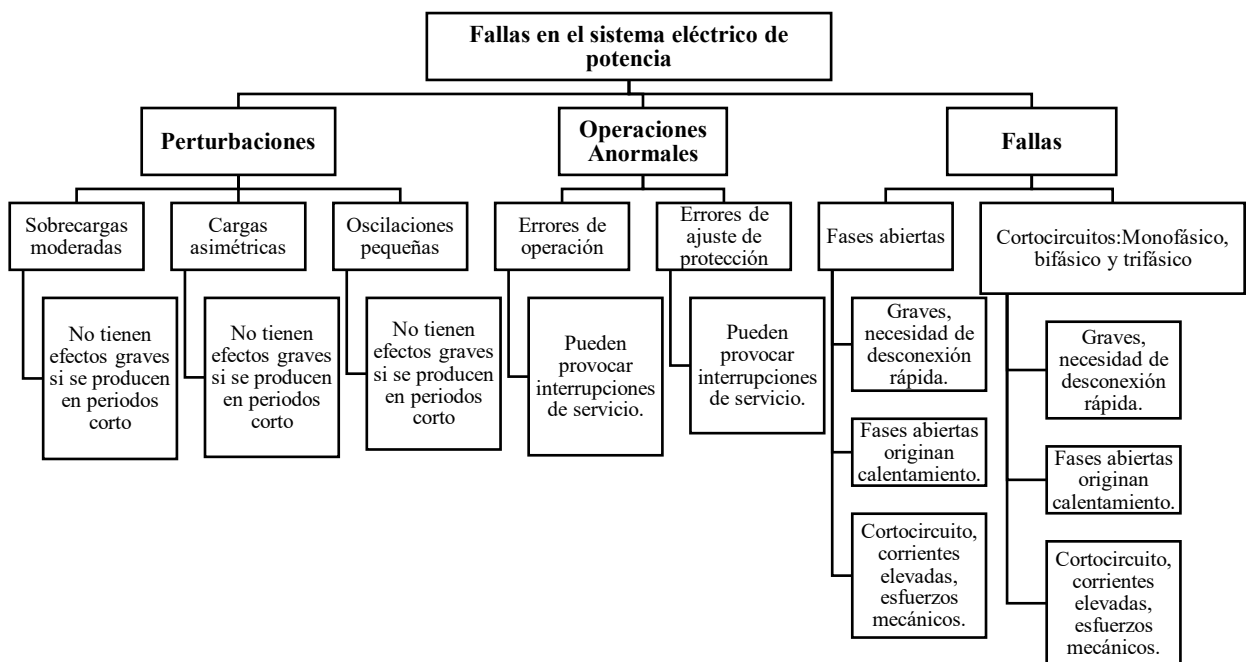 Fallas en el sistema eléctrico de
potencia
Perturbaciones
Operaciones
Anormales
Fallas
Sobrecargas
moderadas
Cargas
asimétricas
Oscilaciones
pequeñas
Errores de
operación
Errores de
ajuste de
protección
Fases abiertas
Cortocircuitos:Monofásico,
bifásico y trifásico
No tienen
efectos graves
si se producen
en periodos
corto
No tienen
efectos graves
si se producen
en periodos
corto
No tienen
efectos graves
si se producen
en periodos
corto
Pueden
provocar
interrupciones
de servicio.
Pueden
provocar
interrupciones
de servicio.
Graves,
necesidad de
desconexión
rápida.
Fases abiertas
originan
calentamiento.
Cortocircuito,
corrientes
elevadas,
esfuerzos
mecánicos.
Graves,
necesidad de
desconexión
rápida.
Fases abiertas
originan
calentamiento.
Cortocircuito,
corrientes
elevadas,
esfuerzos
mecánicos.